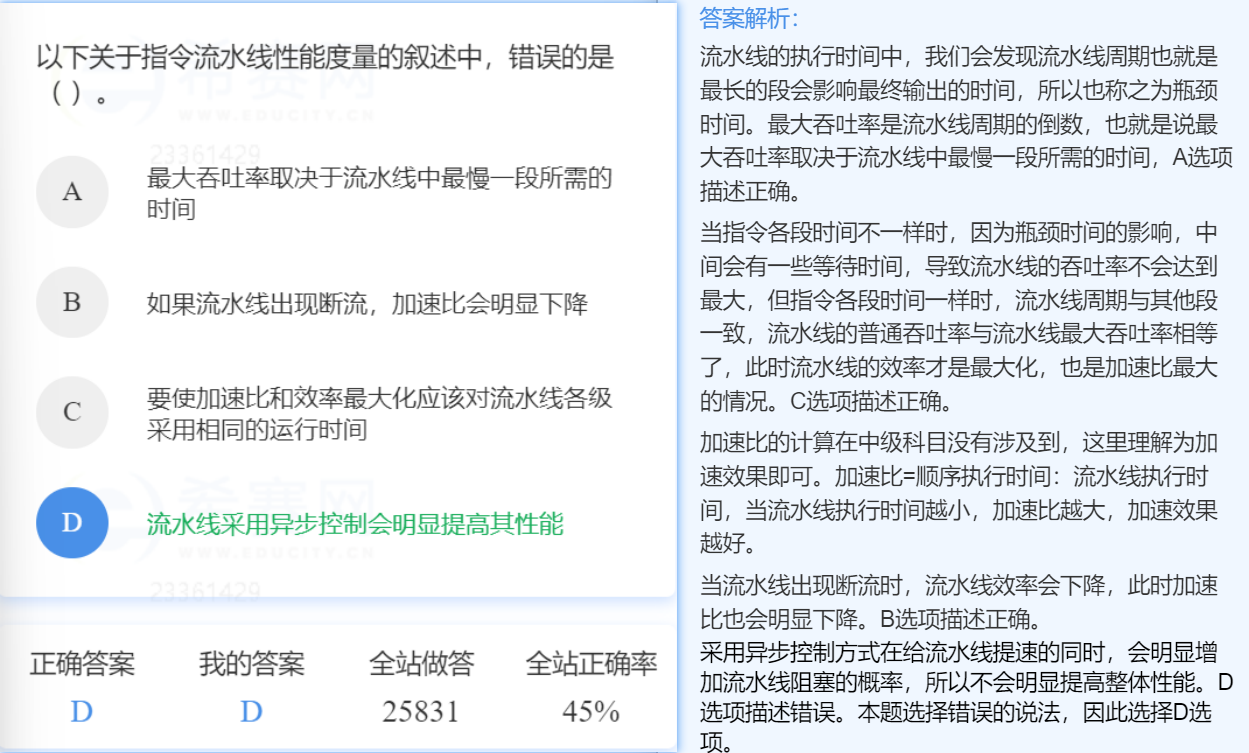 以下关于指令流水线性能度量的叙述中，错误的是
（ ）。
希赛网
WWW.EDUCITY.CN
23361429
A
最大吞吐率取决于流水线中最慢一段所需的
时间
B
如果流水线出现断流，加速比会明显下降
C
要使加速比和效率最大化应该对流水线各级
采用相同的运行时间
D
流水线采用异步控制会明显提高其性能
希赛网
WWW.EDUCITY.CN
23361429
正确答案 我的答案 全站做答 全站正确率
D D 25831 45%
答案解析：
流水线的执行时间中，我们会发现流水线周期也就是
最长的段会影响最终输出的时间，所以也称之为瓶颈
时间。最大吞吐率是流水线周期的倒数，也就是说最
大吞吐率取决于流水线中最慢一段所需的时间，A选项
描述正确。
当指令各段时间不一样时，因为瓶颈时间的影响，中
间会有一些等待时间，导致流水线的吞吐率不会达到
最大，但指令各段时间一样时，流水线周期与其他段
一致，流水线的普通吞吐率与流水线最大吞吐率相等
了，此时流水线的效率才是最大化，也是加速比最大
的情况。C选项描述正确。
加速比的计算在中级科目没有涉及到，这里理解为加
速效果即可。加速比=顺序执行时间：流水线执行时
间，当流水线执行时间越小，加速比越大，加速效果
越好。
当流水线出现断流时，流水线效率会下降，此时加速
比也会明显下降。B选项描述正确。
采用异步控制方式在给流水线提速的同时，会明显增
加流水线阻塞的概率，所以不会明显提高整体性能。D
选项描述错误。本题选择错误的说法，因此选择D选
项。